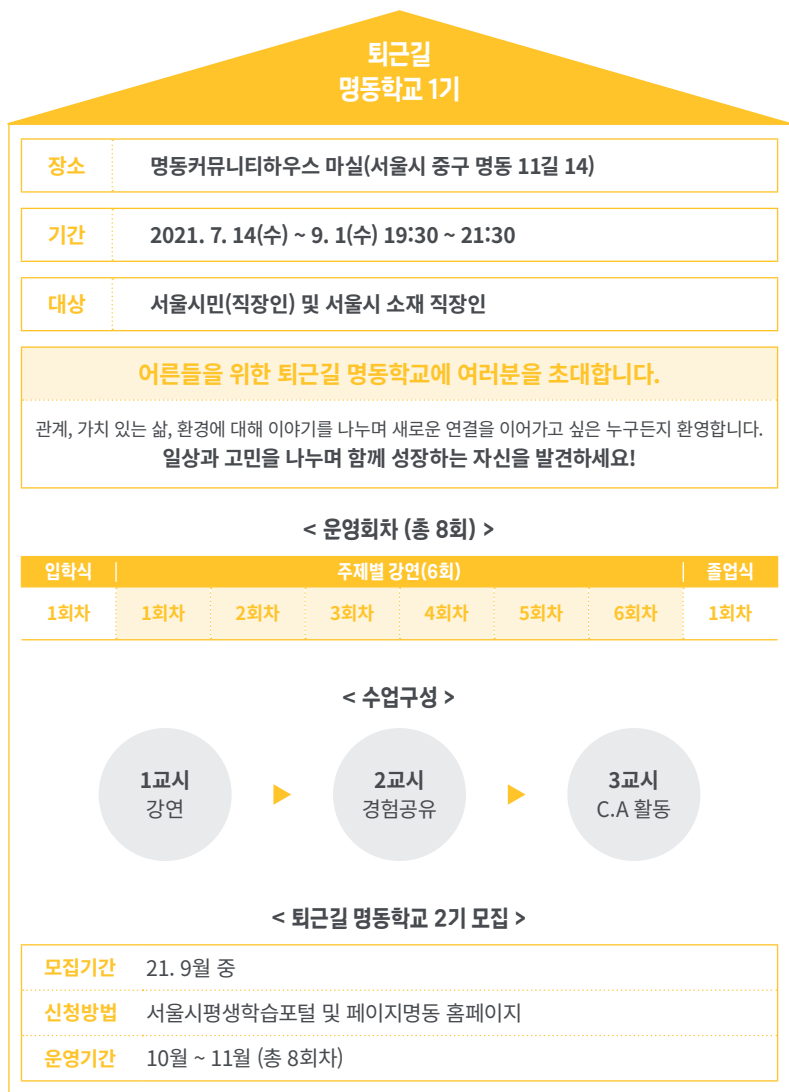 퇴근길
명동학교 1기
장소 명동커뮤니티하우스 마실(서울시 중구 명동 11길 14)
기간 2021. 7. 14(수) ~ 9. 1(수) 19:30 ~ 21:30
대상 서울시민(직장인) 및 서울시 소재 직장인
어른들을 위한 퇴근길 명동학교에 여러분을 초대합니다.
관계, 가치 있는 삶, 환경에 대해 이야기를 나누며 새로운 연결을 이어가고 싶은 누구든지 환영합니다.
일상과 고민을 나누며 함께 성장하는 자신을 발견하세요!
< 운영회차 (총 8회) >
입학식 주제별 강연(6회) 졸업식
1회차 1회차 2회차 3회차 4회차 5회차 6회차 1회차
< 수업구성 >
1교시 2교시 3교시
강연 경험공유 C.A 활동
< 퇴근길 명동학교 2기 모집 >
모집기간 21. 9월 중
신청방법 서울시평생학습포털 및 페이지명동 홈페이지
운영기간 10월 ~ 11월 (총 8회차)